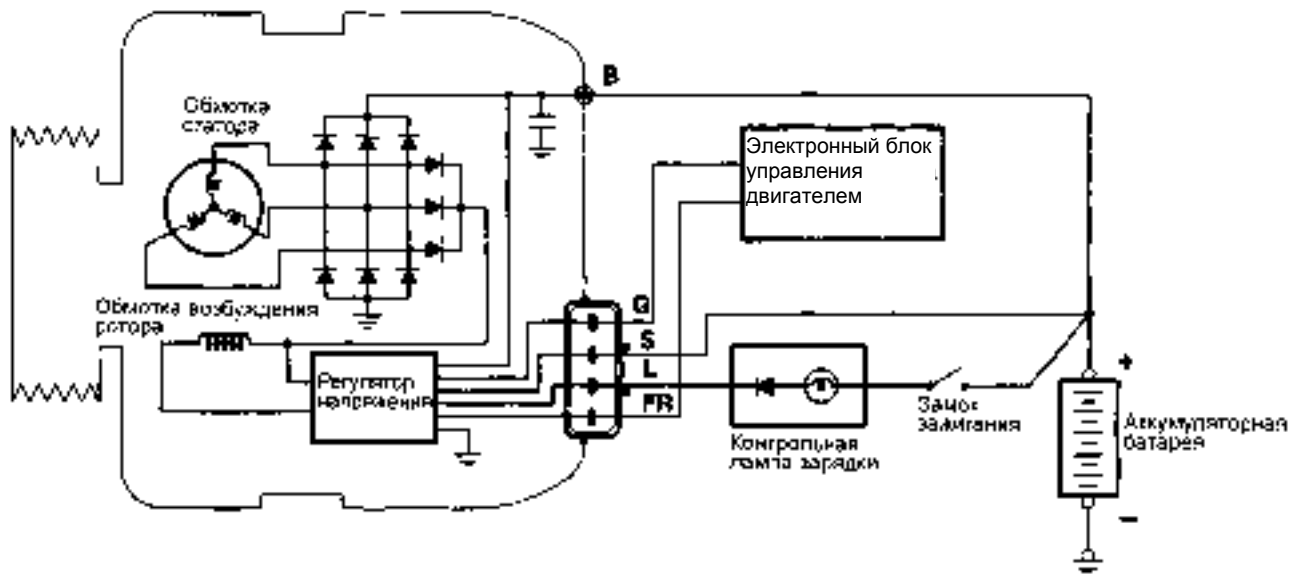 B
Обмотка
статора
Электронный блок
управления
двигателем
Обмотка возбуждения
ротора
G
S
L
FR
Регулятор
напряжения
Контрольная
лампа зарядки
Замок
зажигания
+
Аккумуляторная
батарея
−